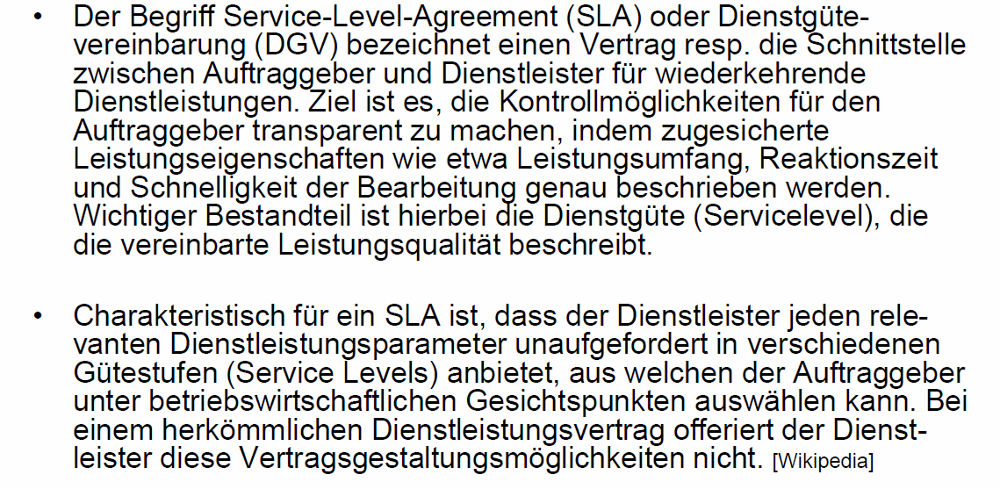 • Der Begriff Service-Level-Agreement (SLA) oder Dienstgüte-
vereinbarung (DGV) bezeichnet einen Vertrag resp. die Schnittstelle
zwischen Auftraggeber und Dienstleister für wiederkehrende
Dienstleistungen. Ziel ist es, die Kontrollmöglichkeiten für den
Auftraggeber transparent zu machen, indem zugesicherte
Leistungseigenschaften wie etwa Leistungsumfang, Reaktionszeit
und Schnelligkeit der Bearbeitung genau beschrieben werden.
Wichtiger Bestandteil ist hierbei die Dienstgüte (Servicelevel), die
die vereinbarte Leistungsqualität beschreibt.
• Charakteristisch für ein SLA ist, dass der Dienstleister jeden rele-
vanten Dienstleistungsparameter unaufgefordert in verschiedenen
Gütestufen (Service Levels) anbietet, aus welchen der Auftraggeber
unter betriebswirtschaftlichen Gesichtspunkten auswählen kann. Bei
einem herkömmlichen Dienstleistungsvertrag offeriert der Dienst-
leister diese Vertragsgestaltungsmöglichkeiten nicht. [Wikipedia]